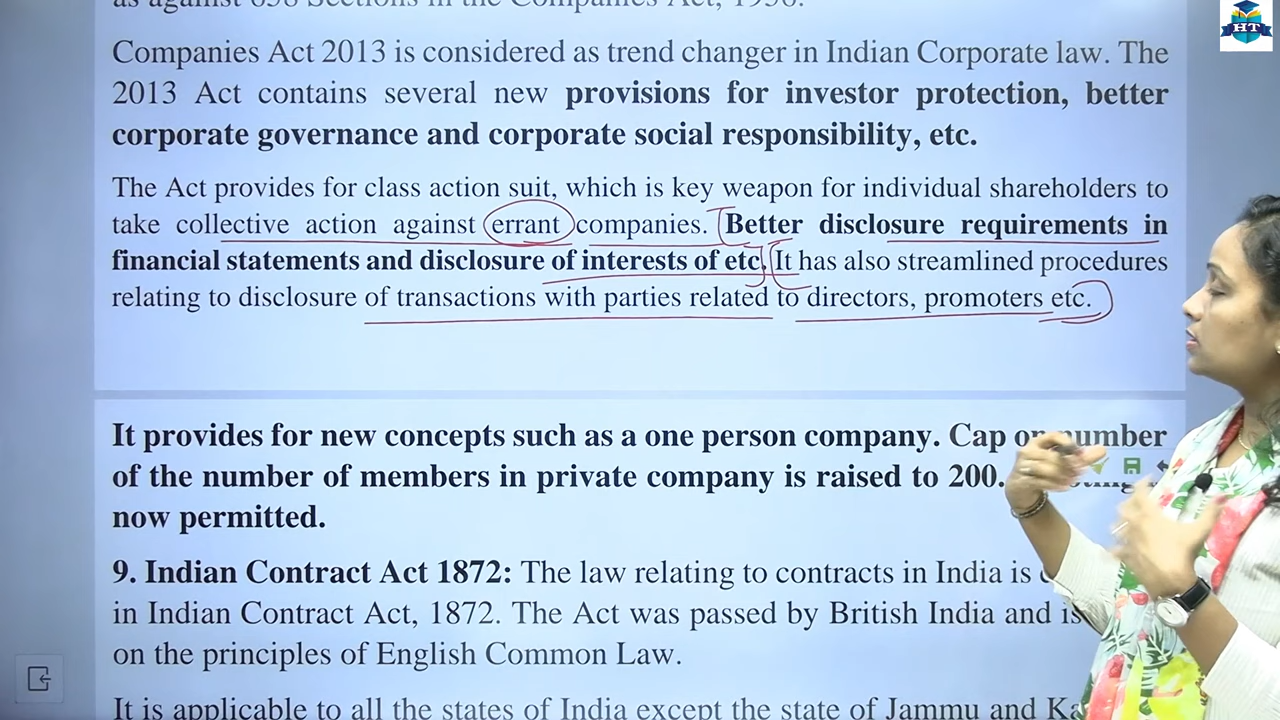 as against 658 Sections in the Companies Act, 1956.
HT
Companies Act 2013 is considered as trend changer in Indian Corporate law. The
2013 Act contains several new provisions for investor protection, better
corporate governance and corporate social responsibility, etc.
The Act provides for class action suit, which is key weapon for individual shareholders to
take collective action against errant companies. Better disclosure requirements in
financial statements and disclosure of interests of etc. It has also streamlined procedures
relating to disclosure of transactions with parties related to directors, promoters etc.
It provides for new concepts such as a one person company. Cap on number
of the number of members in private company is raised to 200.
now permitted.
9. Indian Contract Act 1872: The law relating to contracts in India is
in Indian Contract Act, 1872. The Act was passed by British India and is
on the principles of English Common Law.
It is applicable to all the states of India except the state of Jammu and